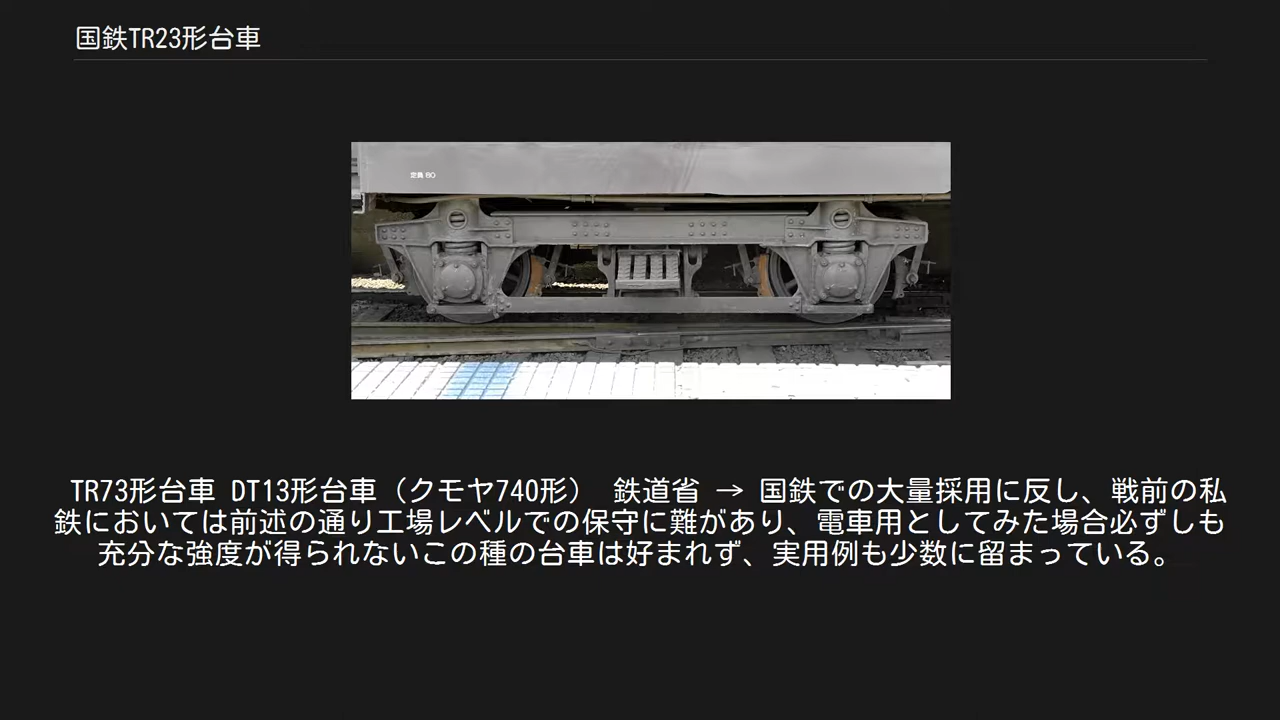 国鉄TR23形台車
定員 80
TR73形台車 DT13形台車（クモヤ740形） 鉄道省 → 国鉄での大量採用に反し、戦前の私
鉄においては前述の通り工場レベルでの保守に難があり、電車用としてみた場合必ずしも
充分な強度が得られないこの種の台車は好まれず、実用例も少数に留まっている。